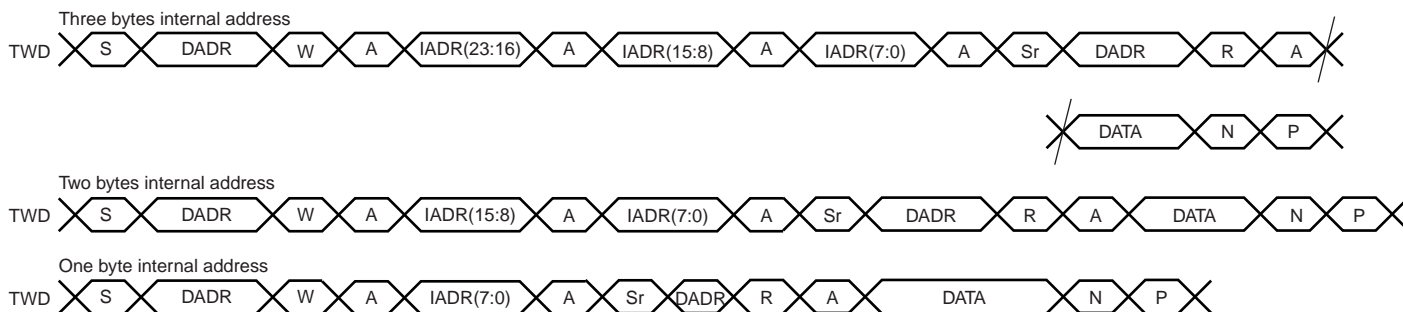 Three bytes internal address
TWD S DADR W A IADR(23:16) A IADR(15:8) A IADR(7:0) A Sr DADR R A
DATA N P
Two bytes internal address
TWD S DADR W A IADR(15:8) A IADR(7:0) A Sr DADR R A DATA N P
One byte internal address
TWD S DADR W A IADR(7:0) A Sr DADR R A DATA N P